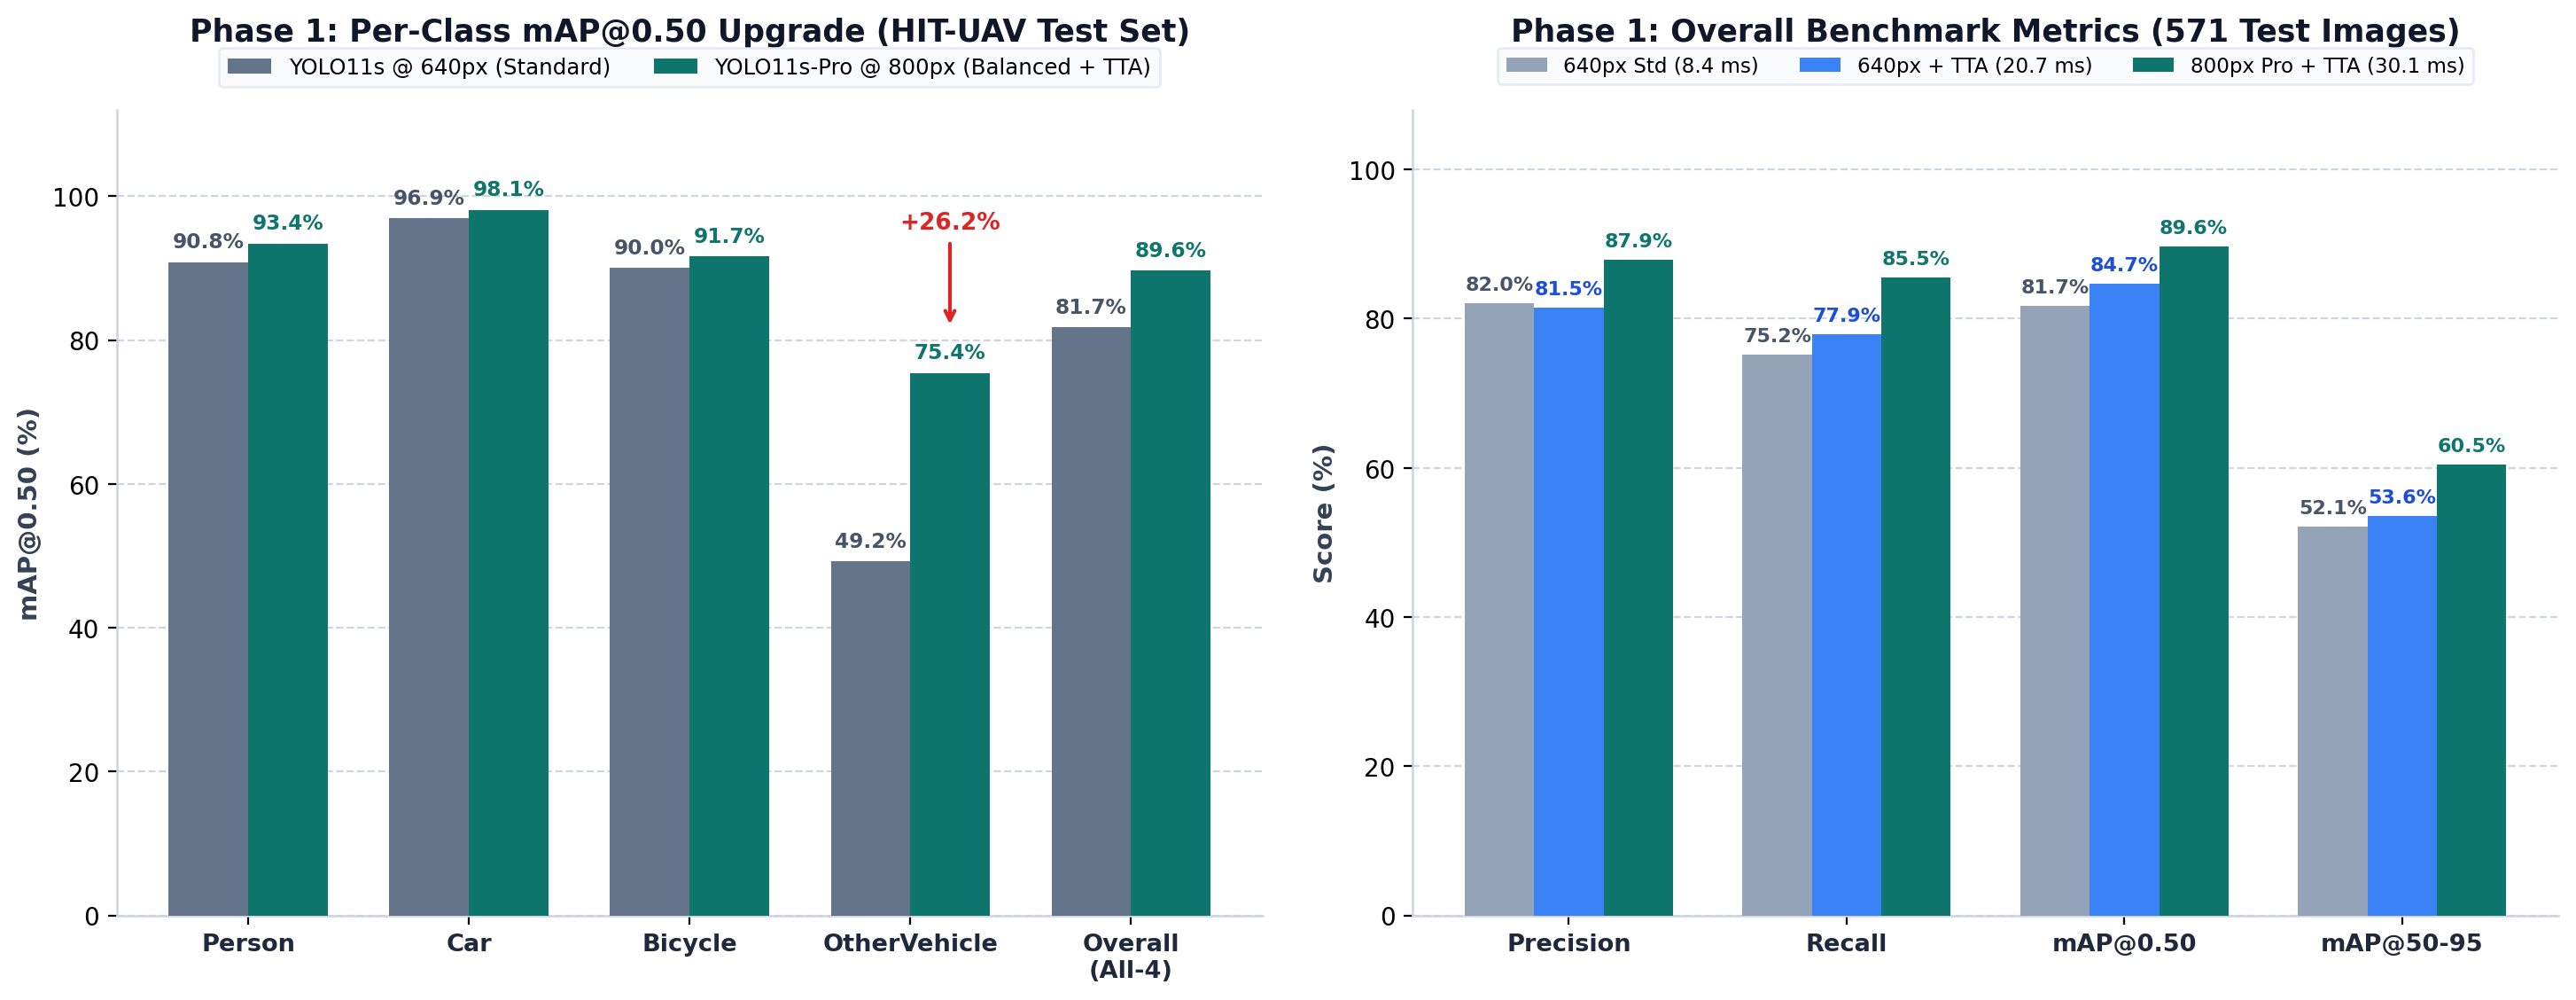 Phase 1: Per-Class mAP@0.50 Upgrade (HIT-UAV Test Set)
YOLO11s @ 640px (Standard)
YOLO11s-Pro @ 800px (Balanced + TTA)
mAP@0.50 (%)
100
80
60
40
20
0
90.8%
93.4%
96.9%
98.1%
90.0%
91.7%
49.2%
75.4%
+26.2%
81.7%
89.6%
Person
Car
Bicycle
OtherVehicle
Overall
(All-4)
Phase 1: Overall Benchmark Metrics (571 Test Images)
640px Std (8.4 ms)
640px + TTA (20.7 ms)
800px Pro + TTA (30.1 ms)
Score (%)
100
80
60
40
20
0
82.0%
81.5%
87.9%
75.2%
77.9%
85.5%
81.7%
84.7%
89.6%
52.1%
53.6%
60.5%
Precision
Recall
mAP@0.50
mAP@50-95